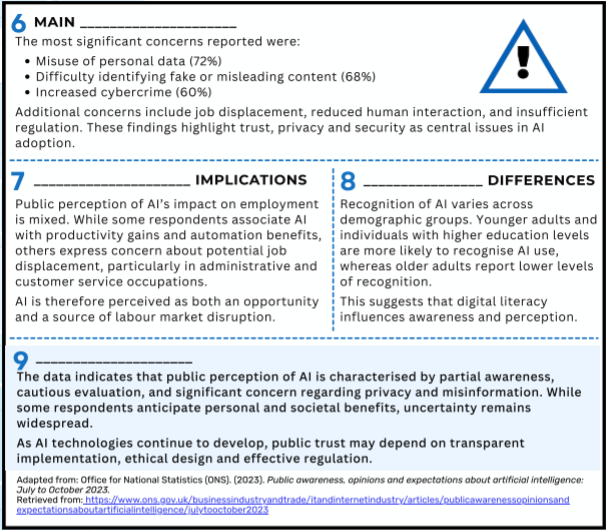 6 MAIN ____________________
The most significant concerns reported were:
• Misuse of personal data (72%)
• Difficulty identifying fake or misleading content (68%)
• Increased cybercrime (60%)
Additional concerns include job displacement, reduced human interaction, and insufficient
regulation. These findings highlight trust, privacy and security as central issues in AI
adoption.
!
7 ____________________ IMPLICATIONS
Public perception of AI's impact on employment
is mixed. While some respondents associate AI
with productivity gains and automation benefits,
others express concern about potential job
displacement, particularly in administrative and
customer service occupations.
AI is therefore perceived as both an opportunity
and a source of labour market disruption.
8 _______________ DIFFERENCES
Recognition of AI varies across
demographic groups. Younger adults and
individuals with higher education levels
are more likely to recognise AI use,
whereas older adults report lower levels
of recognition.
This suggests that digital literacy
influences awareness and perception.
9 ____________________
The data indicates that public perception of AI is characterised by partial awareness,
cautious evaluation, and significant concern regarding privacy and misinformation. While
some respondents anticipate personal and societal benefits, uncertainty remains
widespread.
As AI technologies continue to develop, public trust may depend on transparent
implementation, ethical design and effective regulation.
Adapted from: Office for National Statistics (ONS). (2023). Public awareness, opinions and expectations about artificial intelligence:
July to October 2023.
Retrieved from: https://www.ons.gov.uk/businessindustryandtrade/itandinternetindustry/articles/publicawarenessopinionsand
expectationsaboutartificialintelligence/julytooctober2023